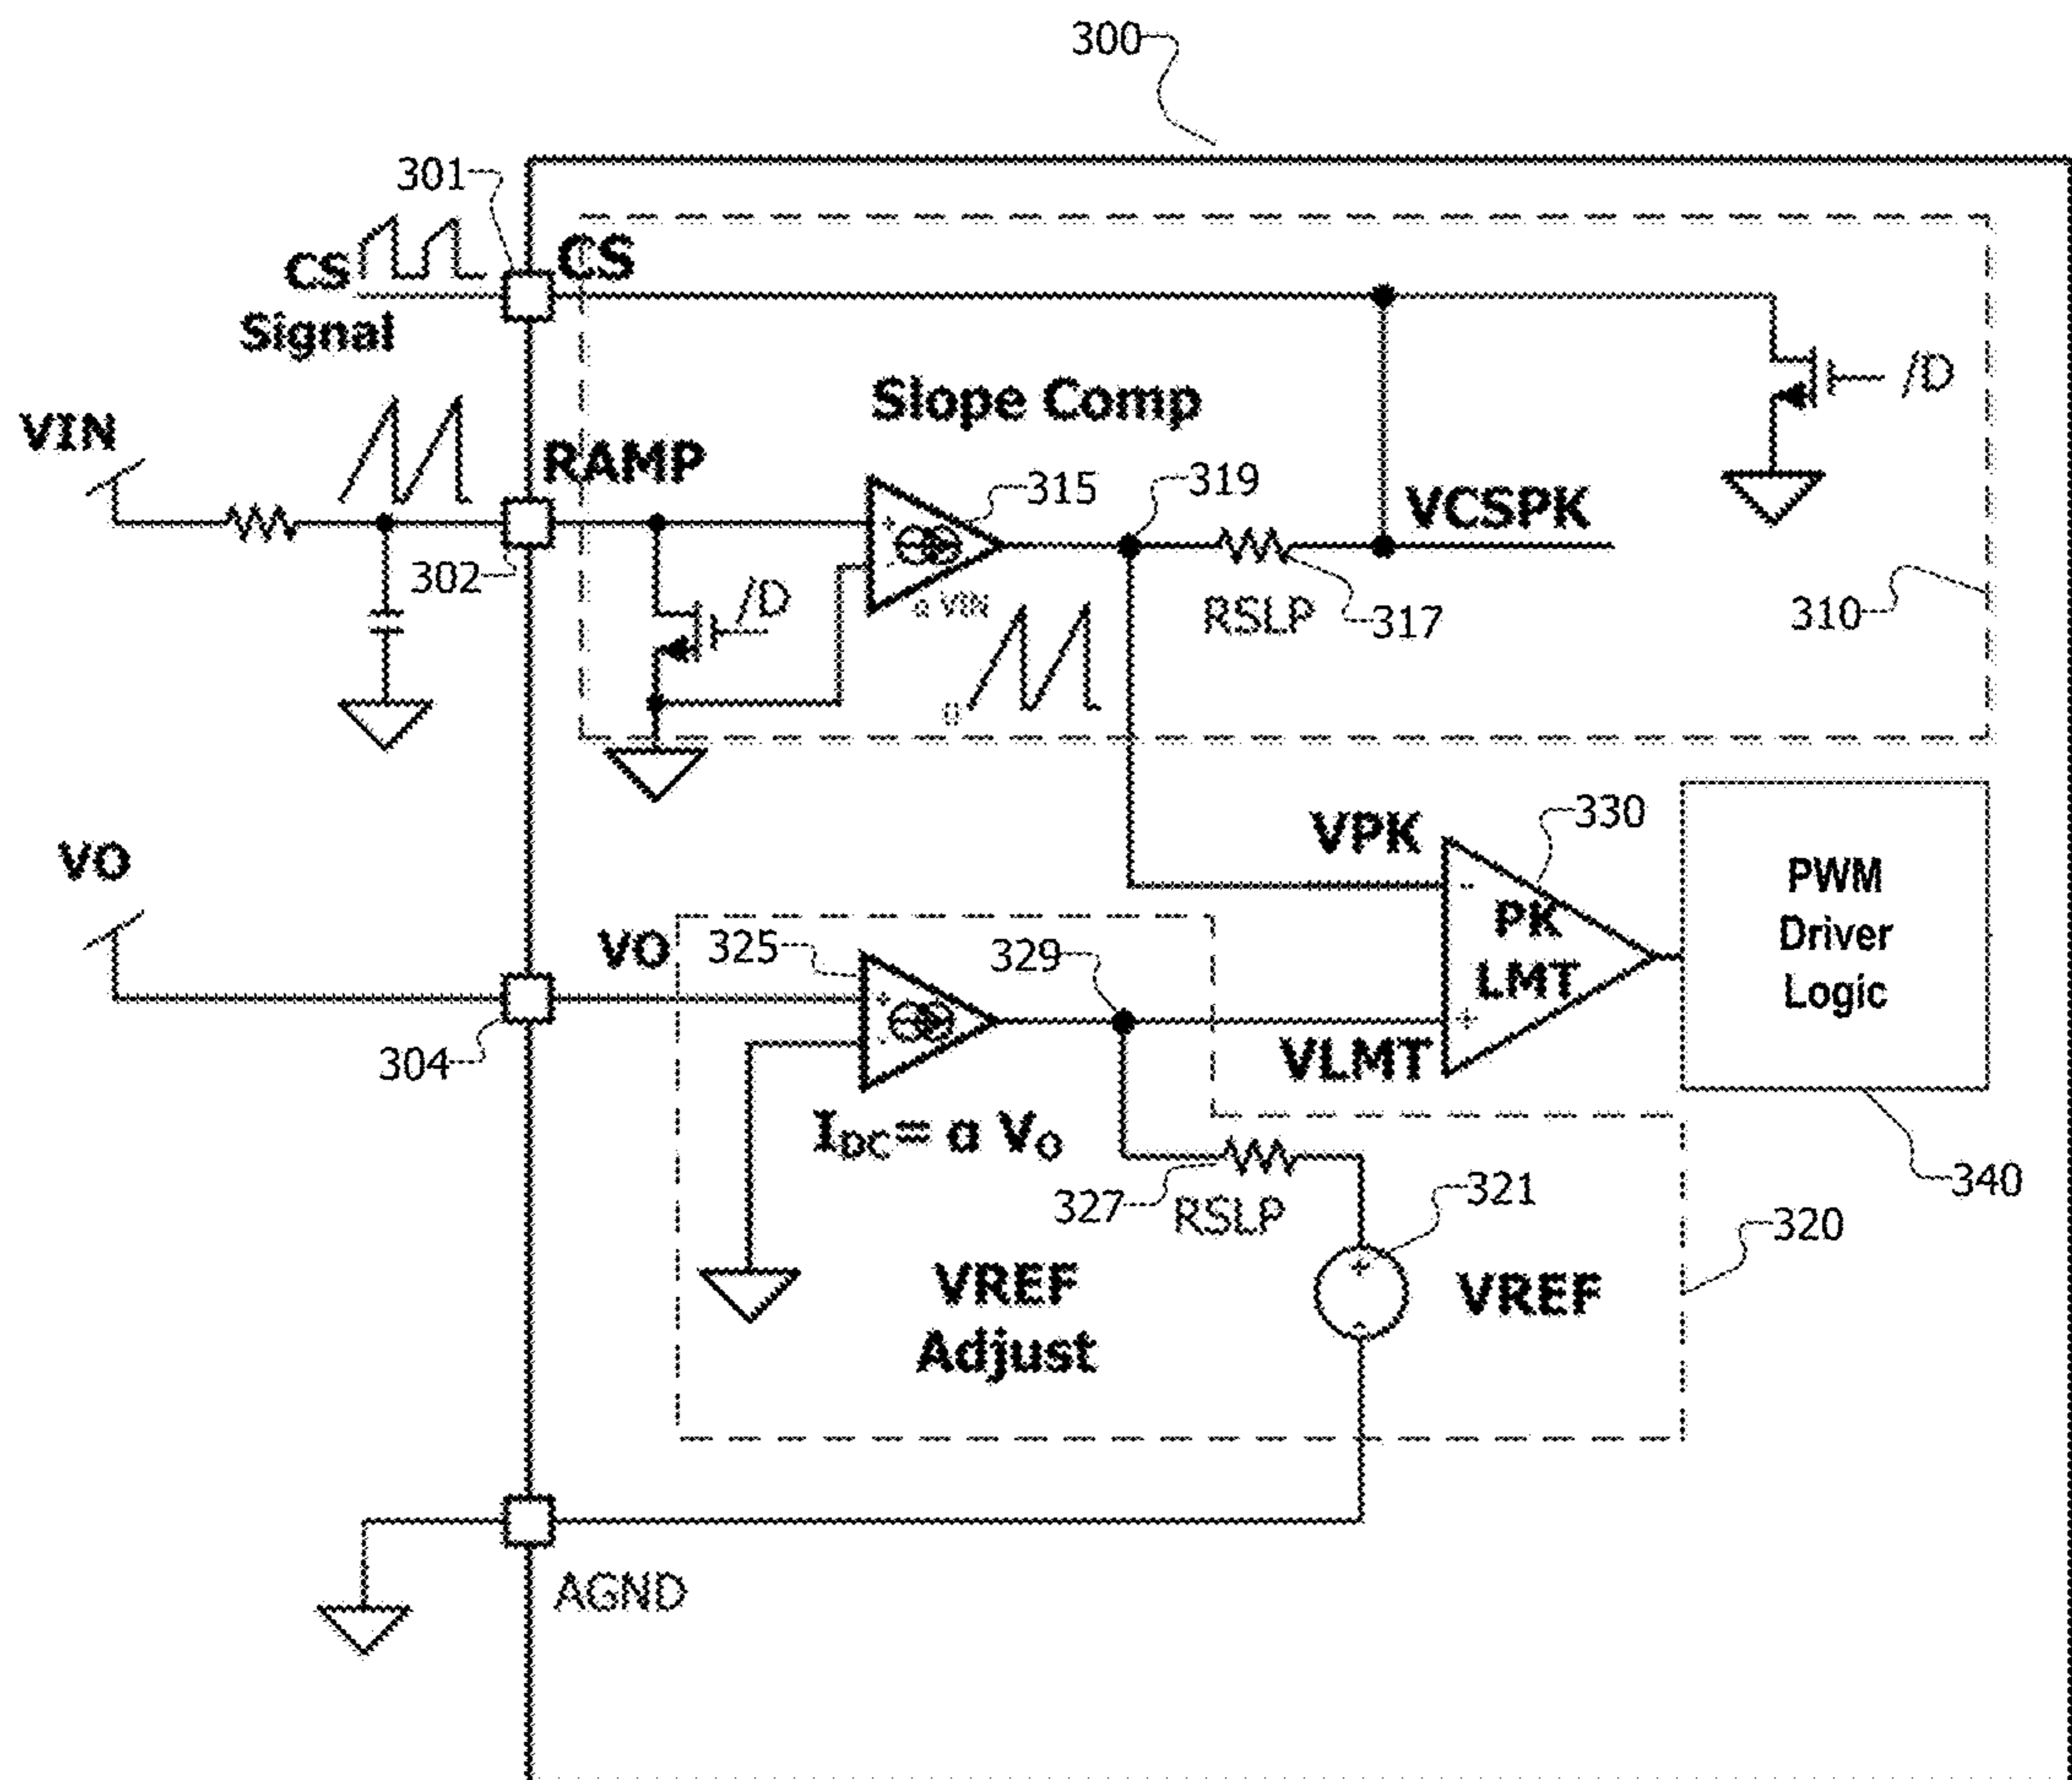 300
301
CS
Signal
CS
Slope Comp
/D
VIN
RAMP
315
319
VCSPK
302
/D
a VIN
RSLP
317
310
0
VPK
330
PWM
Driver
Logic
PK
LMT
VO
VO
325
329
304
VLMT
IDC= α VO
327
RSLP
321
340
320
VREF
Adjust
VREF
AGND